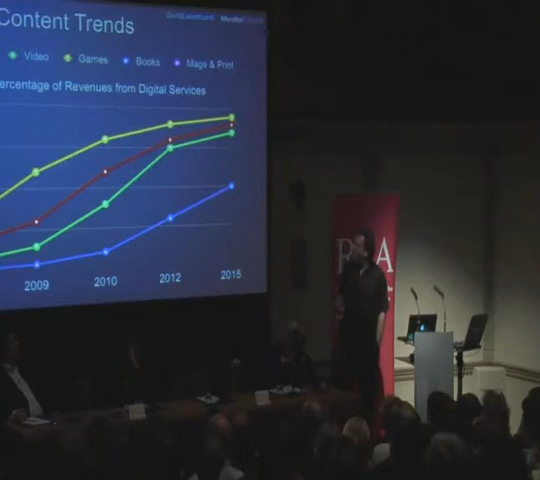 Content Trends
Video Games Books Mags & Print
ercentage of Revenues from Digital Services
2009 2010 2012 2015
R A